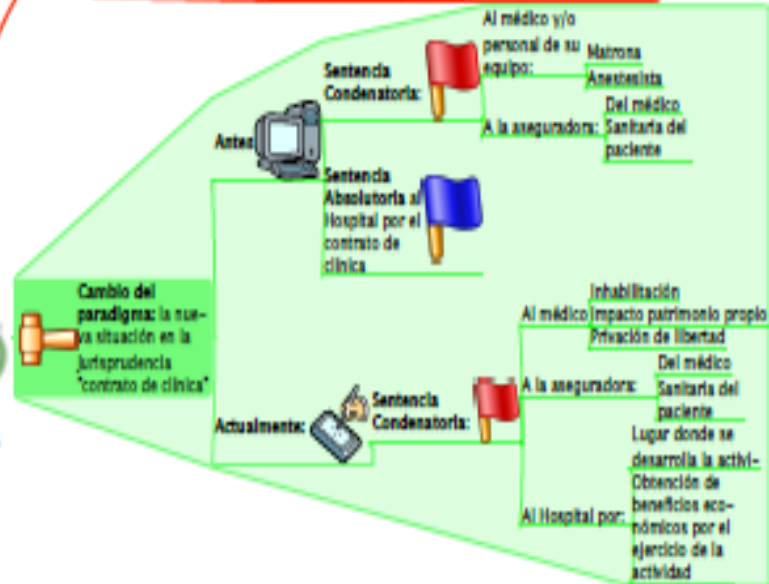 Cambio del
paradigma: la nue-
va situación en la
jurisprudencia
"contrato de clínica"
Antes
Sentencia
Condenatoria:
Al médico y/o
personal de su
equipo:
Matrona
Anestesista
A la aseguradora:
Del médico
Sanitaria del
paciente
Sentencia
Absolutoria al
Hospital por el
contrato de
clínica
Actualmente:
Sentencia
Condenatoria:
Al médico
Inhabilitación
Impacto patrimonio propio
Privación de libertad
A la aseguradora:
Del médico
Sanitaria del
paciente
Al Hospital por:
Lugar donde se
desarrolla la activi-
Obtención de
beneficios eco-
nómicos por el
ejercicio de la
actividad